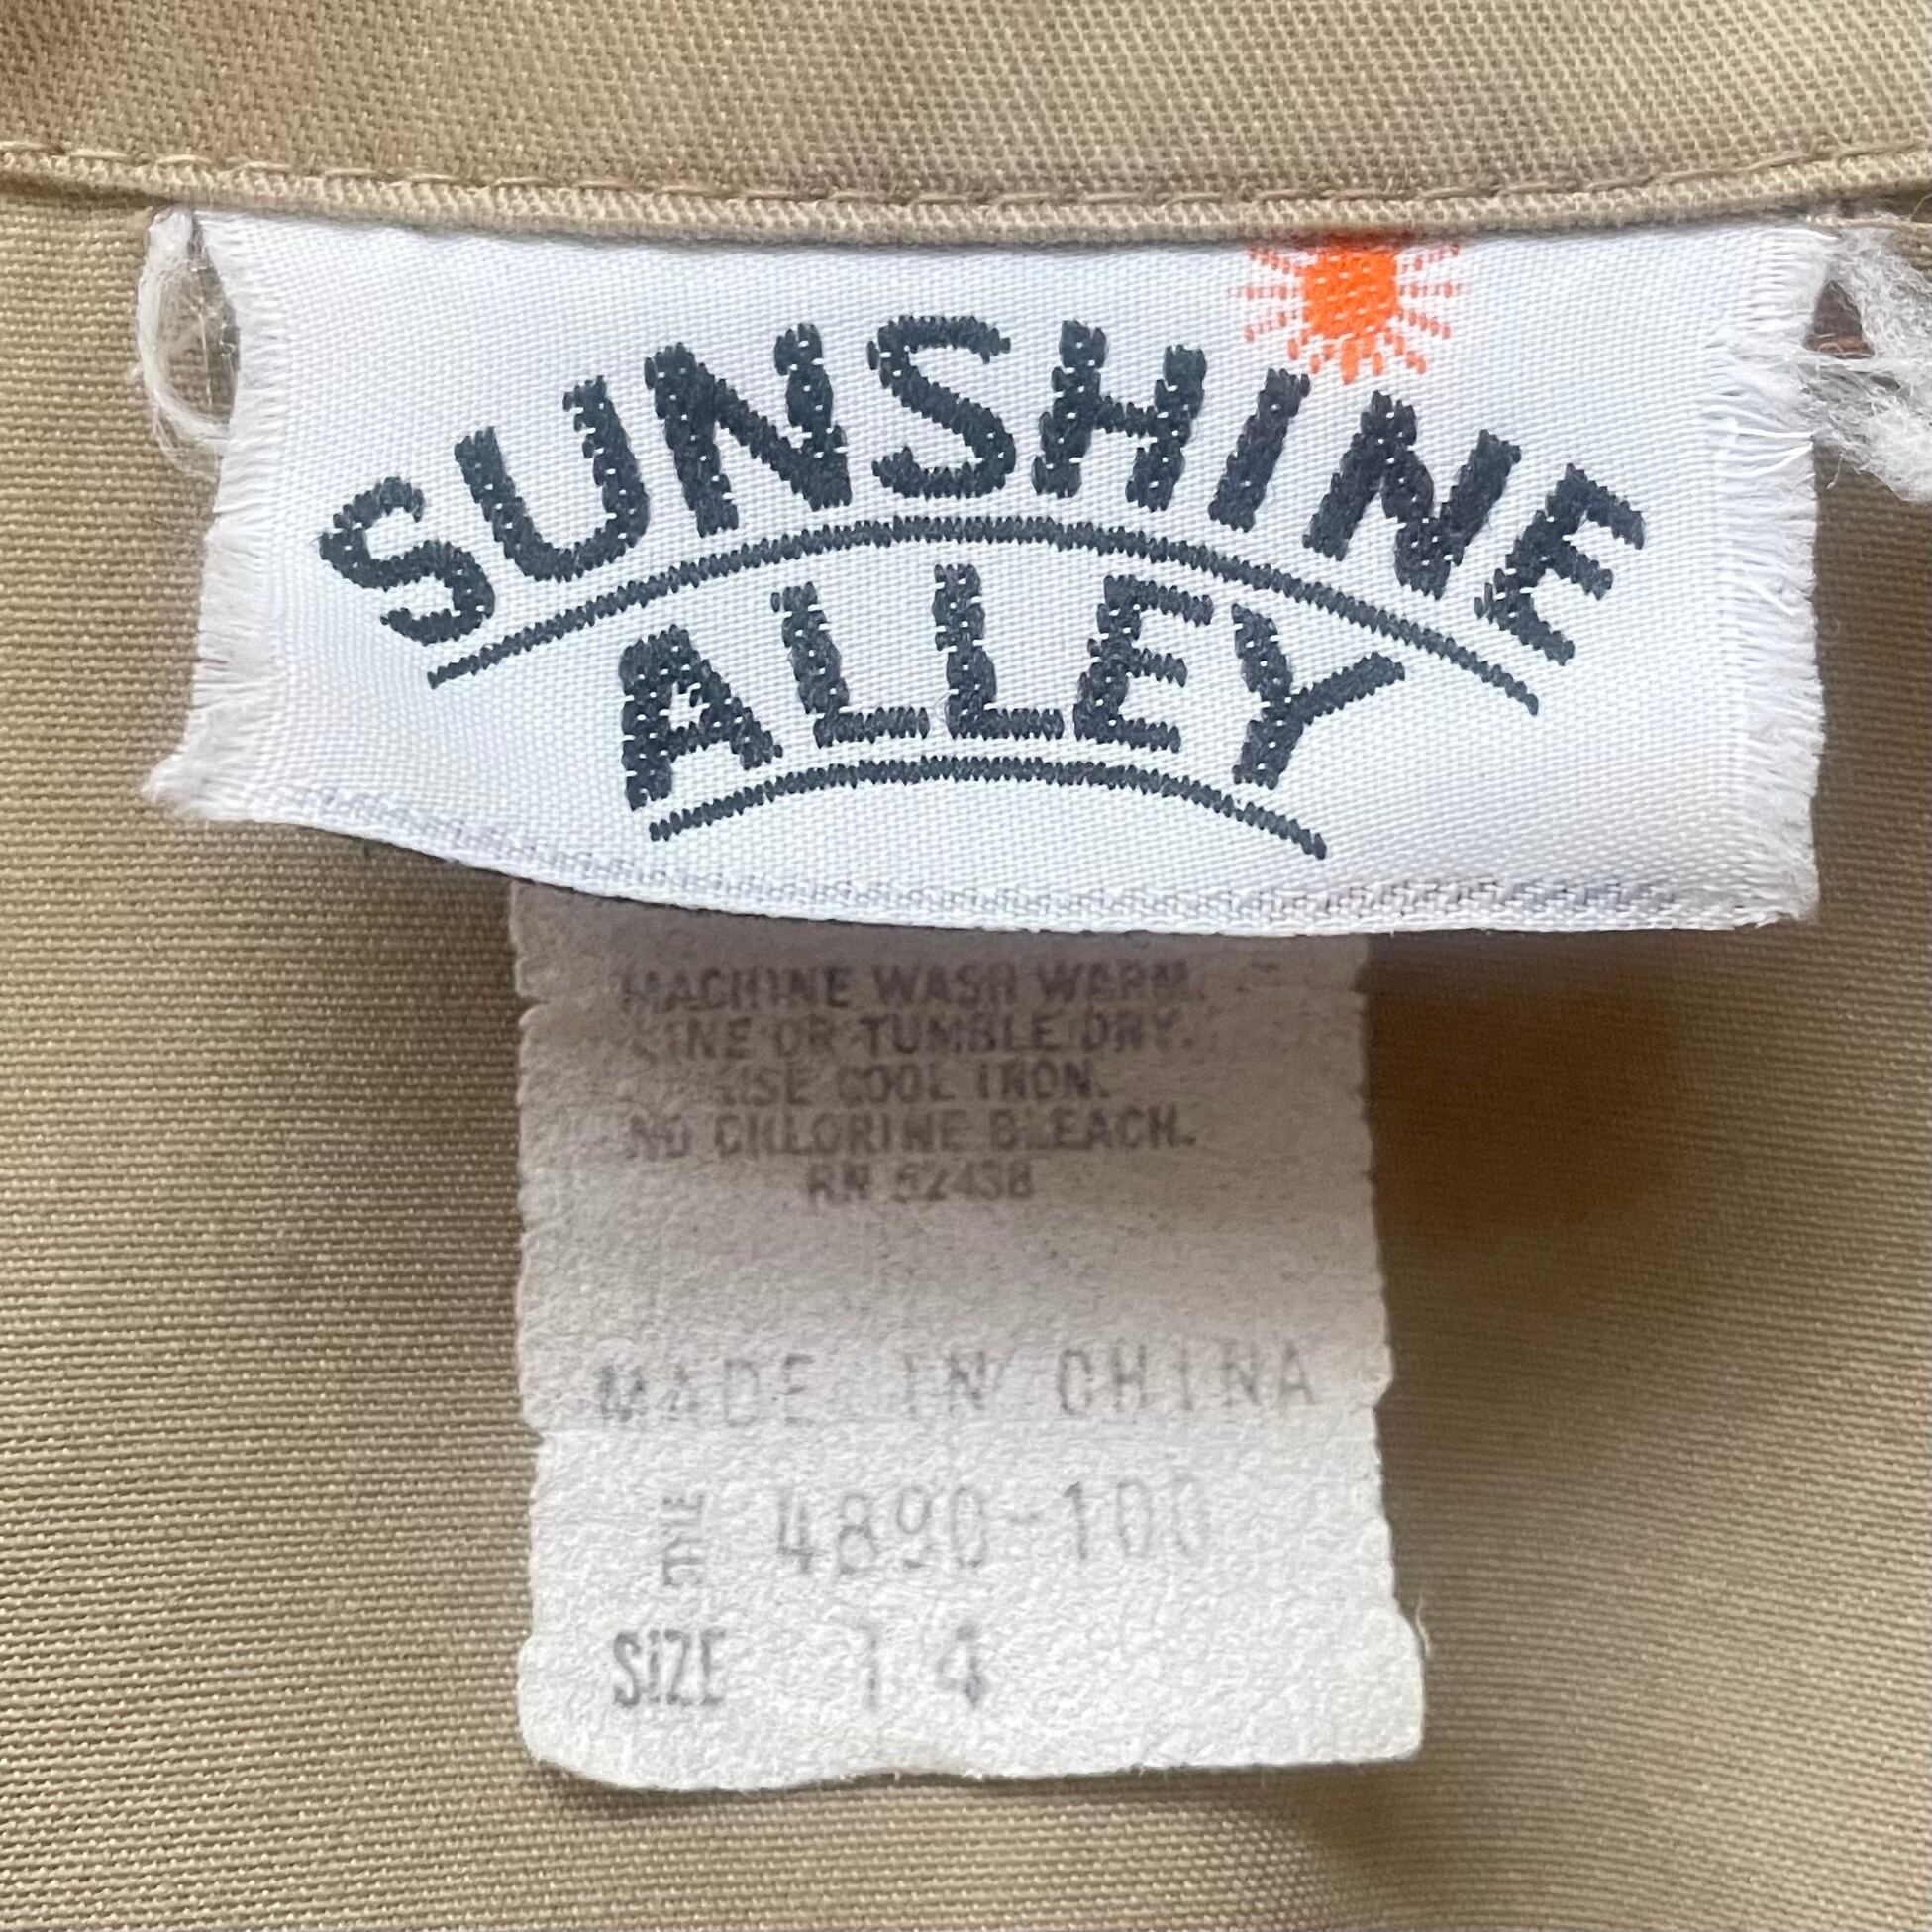 SUNSHINE
ALLEY
MACHINE WASH WARM.
LINE OR TUMBLE DRY.
USE COOL IRON.
NO CHLORINE BLEACH.
RN 52438
MADE IN CHINA
STYLE 4890-100
SIZE 14